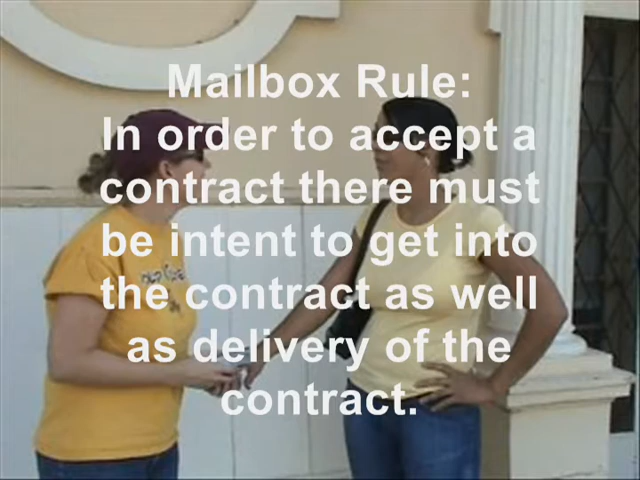 Mailbox Rule:
In order to accept a
contract there must
be intent to get into
the contract as well
as delivery of the
contract.